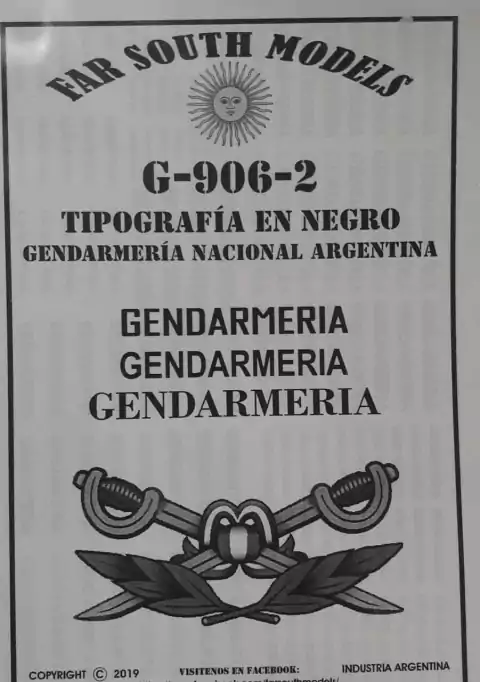 FAR SOUTH MODELS
G-906-2
TIPOGRAFÍA EN NEGRO
GENDARMERÍA NACIONAL ARGENTINA
GENDARMERIA
GENDARMERIA
GENDARMERIA
COPYRIGHT © 2019 VISITENOS EN FACEBOOK: INDUSTRIA ARGENTINA